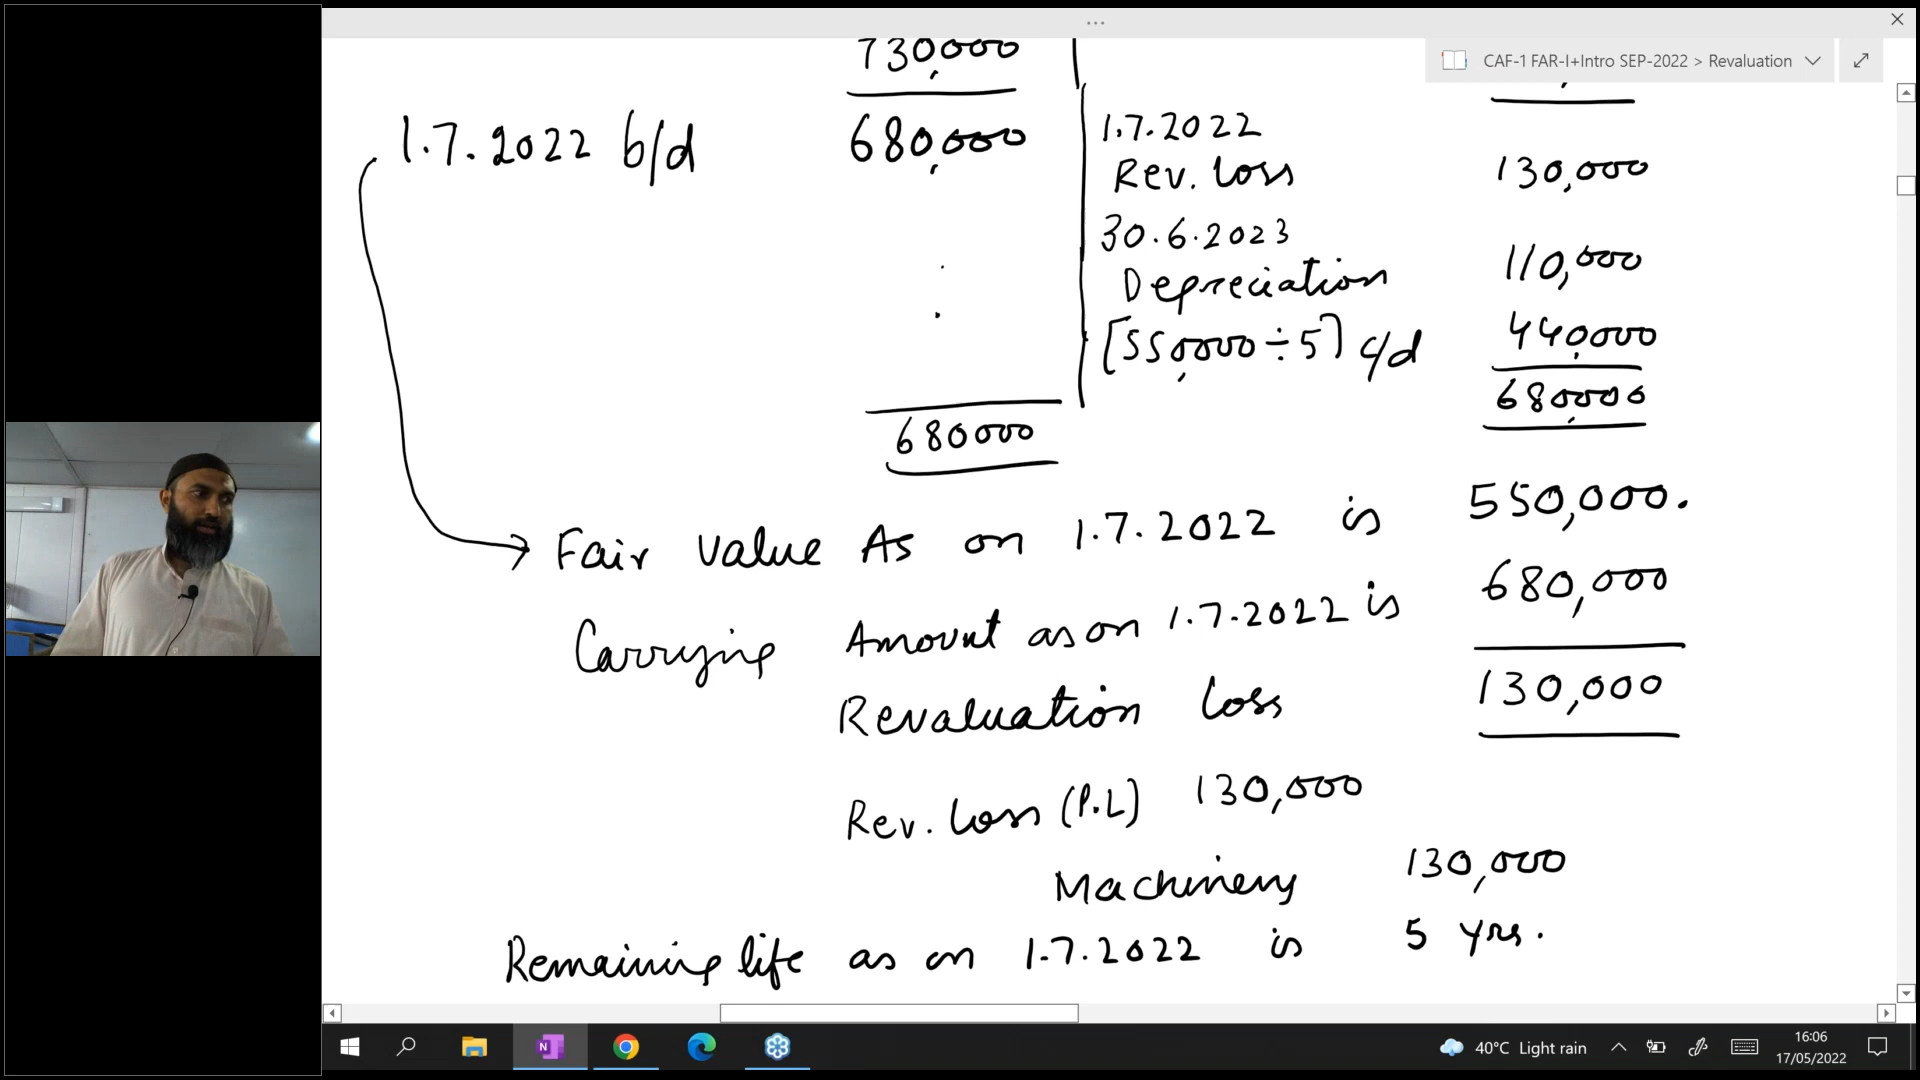 CAF-1 FAR-I+Intro SEP-2022 > Revaluation
730,000
1.7.2022 b/d 680,000
1.7.2022
Rev. Loss 130,000
30.6.2023
Depreciation 110,000
[550,000÷5] c/d 440,000
680,000
680000
Fair value As on 1.7.2022 is 550,000.
Carrying Amount as on 1.7.2022 is 680,000
Revaluation Loss 130,000
Rev. Loss (P.L) 130,000
Machinery 130,000
Remaining life as on 1.7.2022 is 5 yrs.
40°C Light rain
16:06
17/05/2022